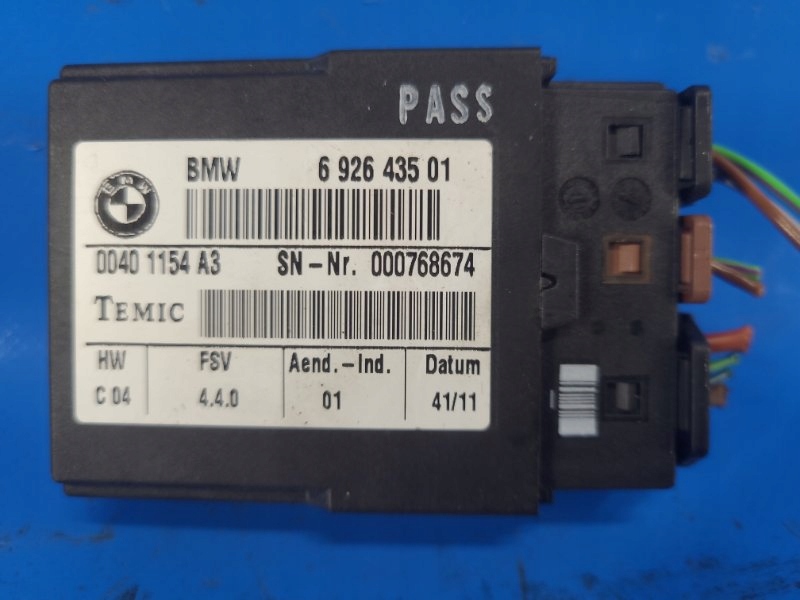 PASS
BMW 6 926 435 01
BMW
0040 1154 A3 SN-Nr. 000768674
TEMIC
HW FSV Aend.-Ind. Datum
C 04 4.4.0 01 41/11